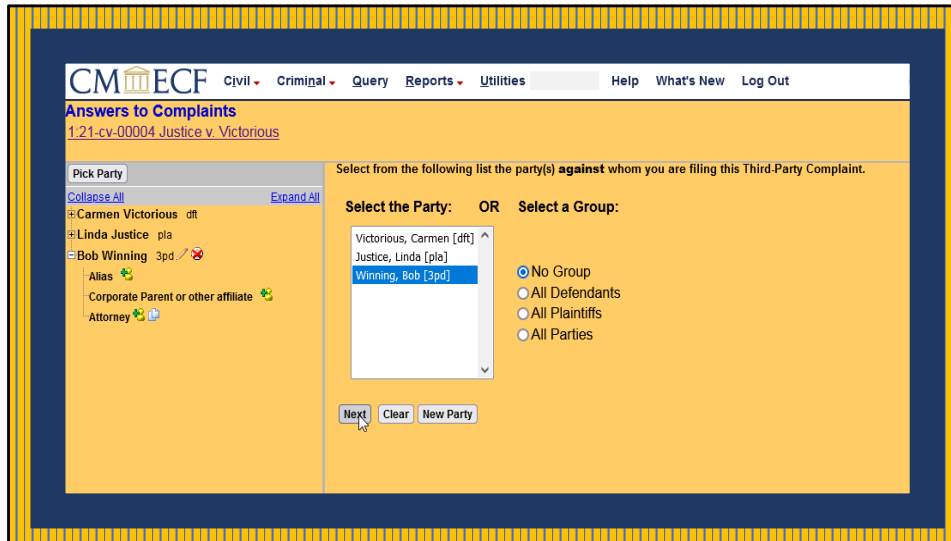 CM ECF Civil Criminal Query Reports Utilities Help What's New Log Out
Answers to Complaints
1:21-cv-00004 Justice v. Victorious
Pick Party
Collapse All Expand All
Carmen Victorious dft
Linda Justice pla
Bob Winning 3pd
Alias
Corporate Parent or other affiliate
Attorney
Select from the following list the party(s) against whom you are filing this Third-Party Complaint.
Select the Party: OR Select a Group:
Victorious, Carmen [dft]
Justice, Linda [pla]
Winning, Bob [3pd]
No Group
All Defendants
All Plaintiffs
All Parties
Next Clear New Party